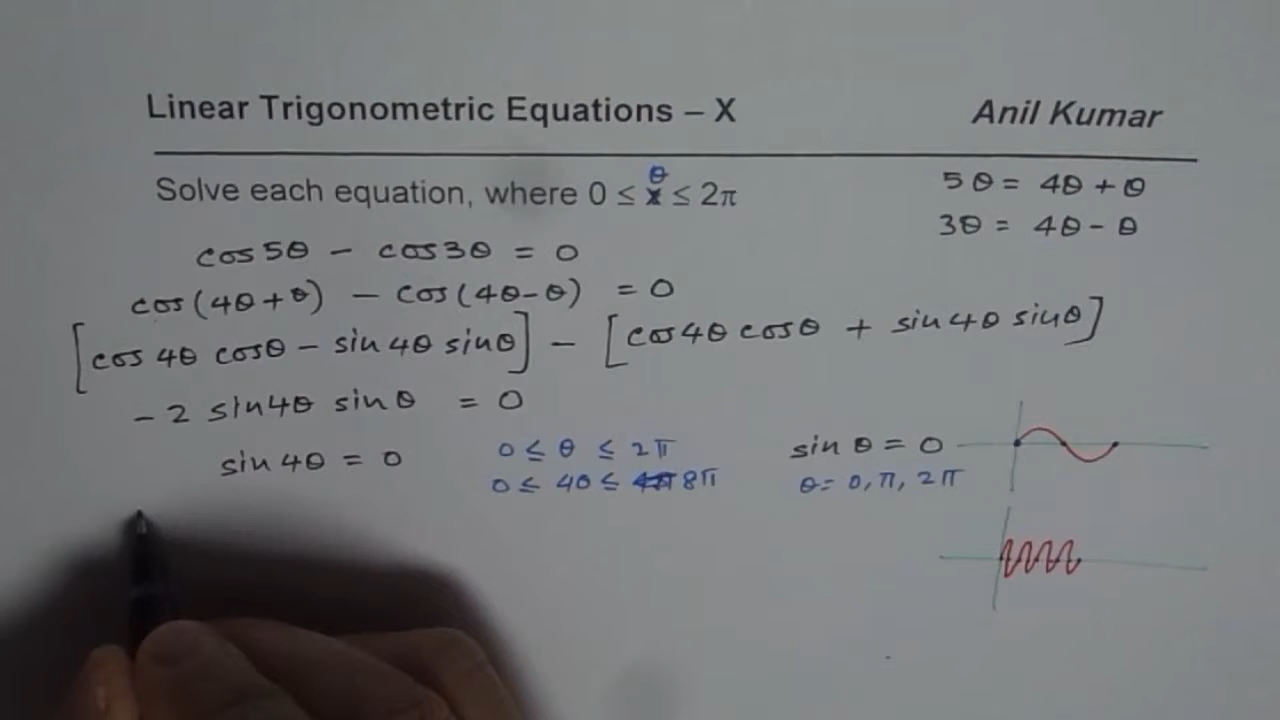 Linear Trigonometric Equations – X Anil Kumar
Solve each equation, where 0 ≤ x θ ≤ 2π
5θ = 4θ + θ
3θ = 4θ - θ
cos5θ - cos3θ = 0
cos(4θ+θ) - cos(4θ-θ) = 0
[cos 4θ cosθ - sin 4θ sinθ] - [cos4θ cosθ + sin4θ sinθ]
-2 sin4θ sinθ = 0
sin 4θ = 0
0 ≤ θ ≤ 2π
0 ≤ 4θ ≤ 4π 8π
sin θ = 0
θ = 0, π, 2π